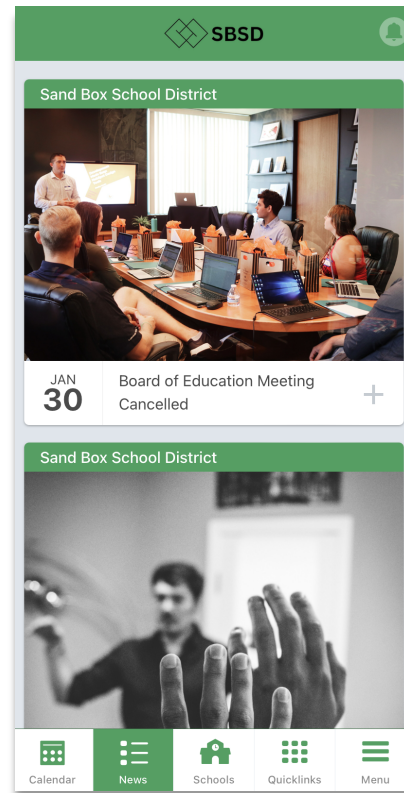 SBSD
Sand Box School District
JAN
30
Board of Education Meeting
Cancelled
Sand Box School District
Calendar
News
Schools
Quicklinks
Menu